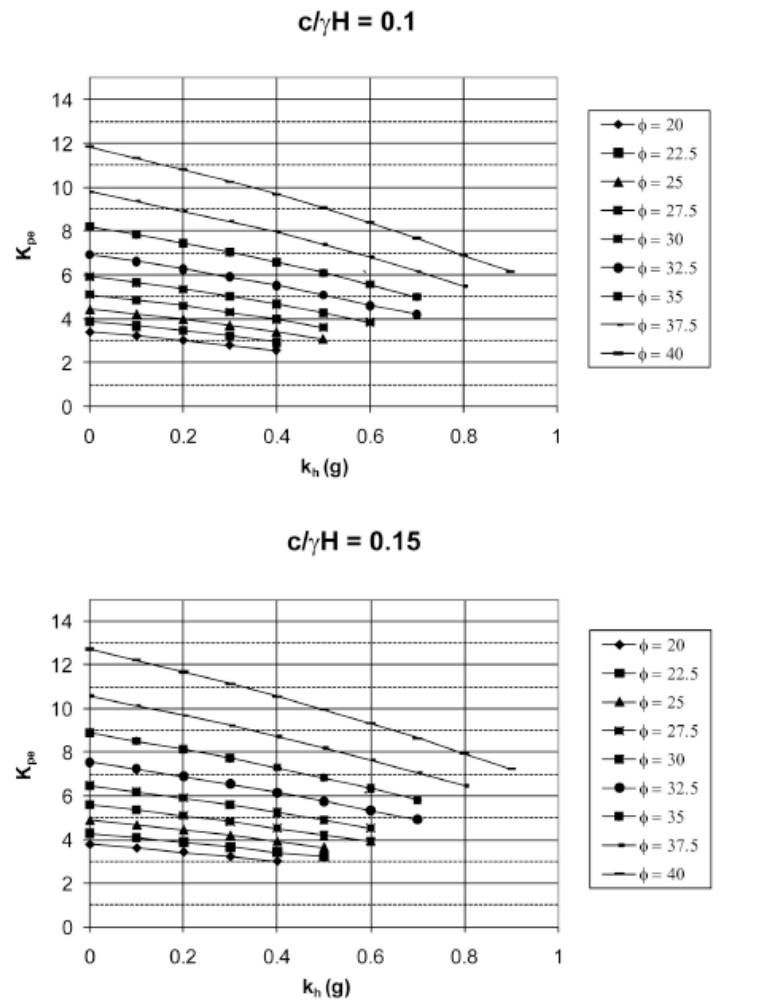 c/γH = 0.1
14
12
10
8
6
4
2
0
Kpe
0 0.2 0.4 0.6 0.8 1
kh (g)
ϕ = 20
ϕ = 22.5
ϕ = 25
ϕ = 27.5
ϕ = 30
ϕ = 32.5
ϕ = 35
ϕ = 37.5
ϕ = 40
c/γH = 0.15
14
12
10
8
6
4
2
0
Kpe
0 0.2 0.4 0.6 0.8 1
kh (g)
ϕ = 20
ϕ = 22.5
ϕ = 25
ϕ = 27.5
ϕ = 30
ϕ = 32.5
ϕ = 35
ϕ = 37.5
ϕ = 40